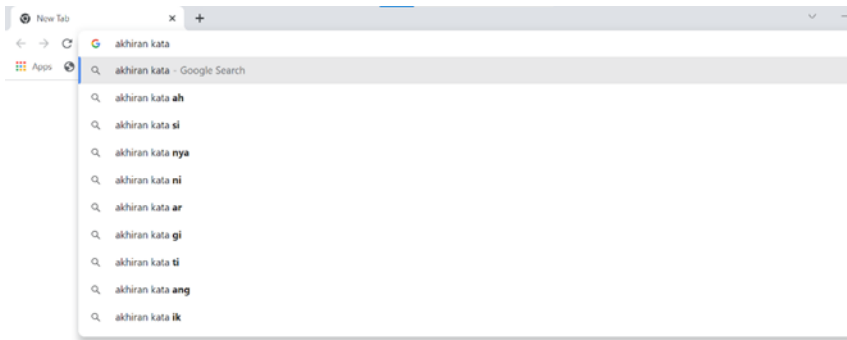 New Tab
akhiran kata
Apps
akhiran kata - Google Search
akhiran kata ah
akhiran kata si
akhiran kata nya
akhiran kata ni
akhiran kata ar
akhiran kata gi
akhiran kata ti
akhiran kata ang
akhiran kata ik